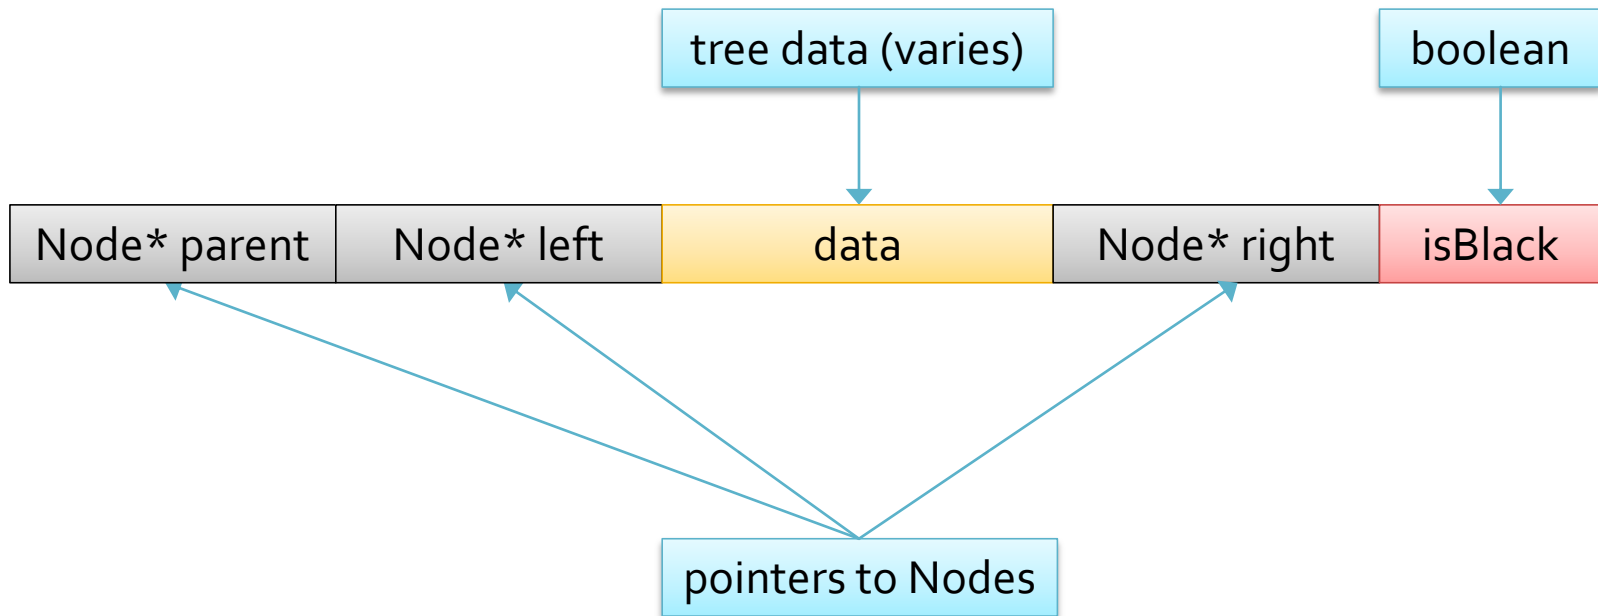 tree data (varies)
boolean
Node* parent
Node* left
data
Node* right
isBlack
pointers to Nodes